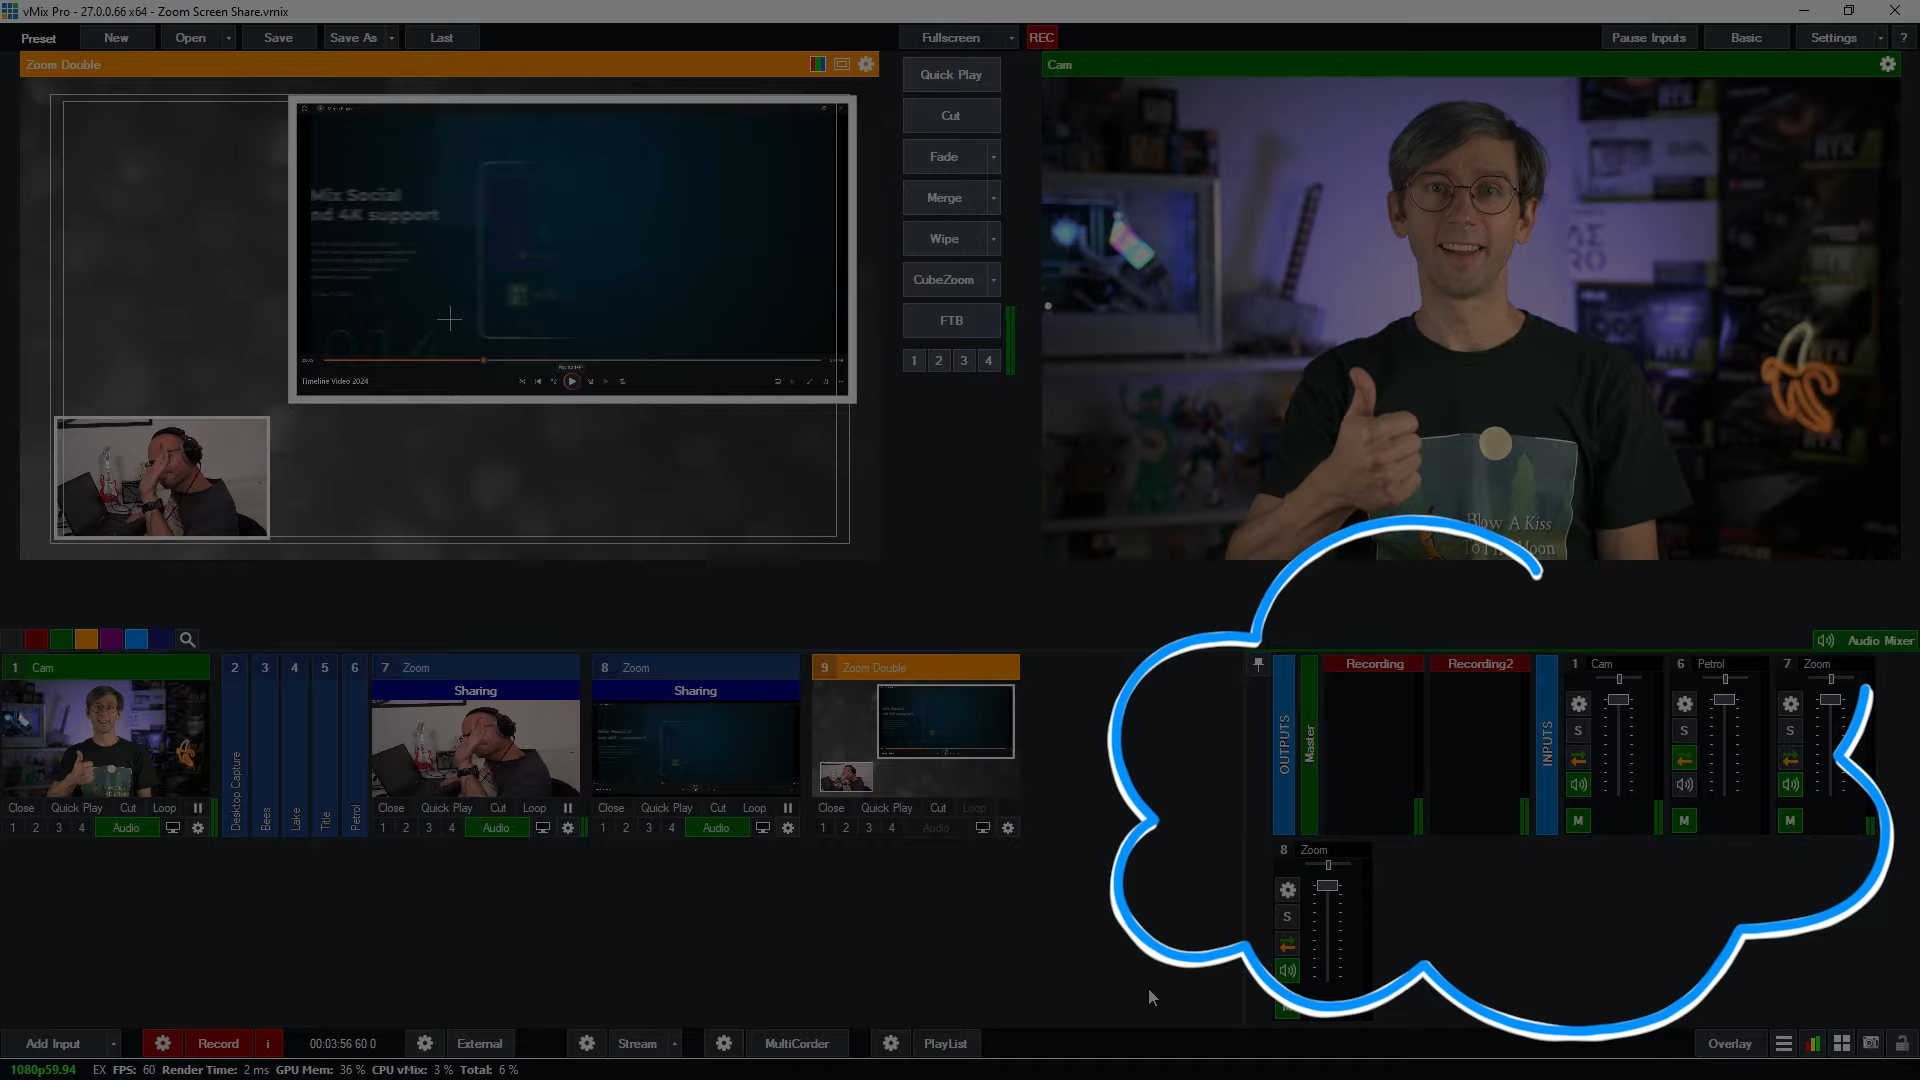 vMix Pro - 27.0.0.66 x64 - Zoom Screen Share.vmix
Preset New Open Save Save As Last Fullscreen REC Pause Inputs Basic Settings ?
Zoom Double
Cam
Quick Play
Cut
Fade
Merge
Wipe
CubeZoom
FTB
1 2 3 4
Mix Social
nd 4K support
Timeline Video 2024
Blow A Kiss
Moon
Audio Mixer
1 Cam
2 Desktop Capture
3 Bees
4 Lake
5 Title
6 Petrol
7 Zoom
Sharing
8 Zoom
Sharing
9 Zoom Double
Close Quick Play Cut Loop
1 2 3 4 Audio
Close Quick Play Cut Loop
1 2 3 4 Audio
Close Quick Play Cut Loop
1 2 3 4 Audio
Close Quick Play Cut Loop
1 2 3 4 Audio
OUTPUTS
Master
Recording
Recording2
INPUTS
1 Cam
S
M
6 Petrol
S
M
7 Zoom
S
M
8 Zoom
S
Add Input Record i 00:03:56 60 0 External Stream MultiCorder PlayList Overlay
1080p59.94 EX FPS: 60 Render Time: 2 ms GPU Mem: 36 % CPU vMix: 3 % Total: 6 %